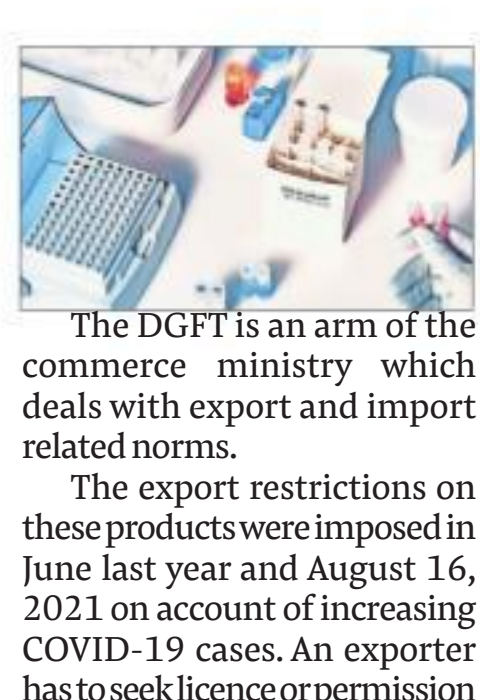 The DGFT is an arm of the
commerce ministry which
deals with export and import
related norms.
The export restrictions on
these products were imposed in
June last year and August 16,
2021 on account of increasing
COVID-19 cases. An exporter
has to seek licence or permission